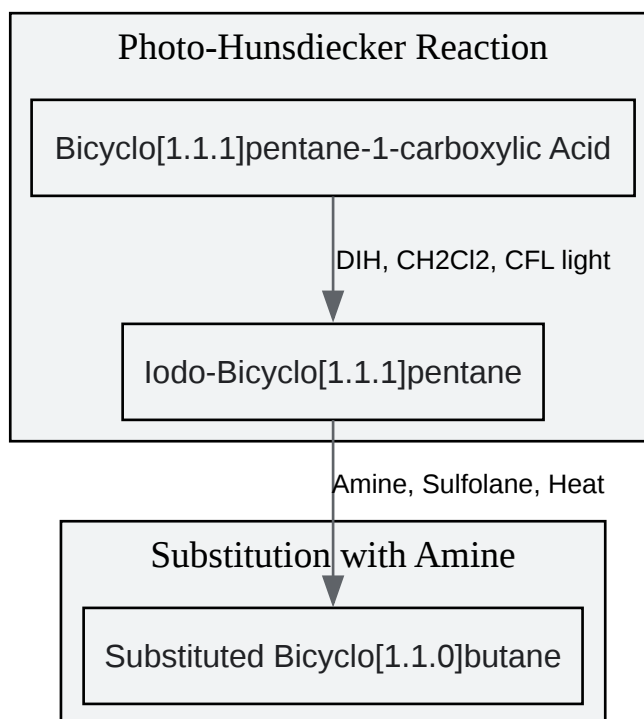 Photo-Hunsdiecker Reaction
Bicyclo[1.1.1]pentane-1-carboxylic Acid
DIH, CH2Cl2, CFL light
Iodo-Bicyclo[1.1.1]pentane
Amine, Sulfolane, Heat
Substitution with Amine
Substituted Bicyclo[1.1.0]butane